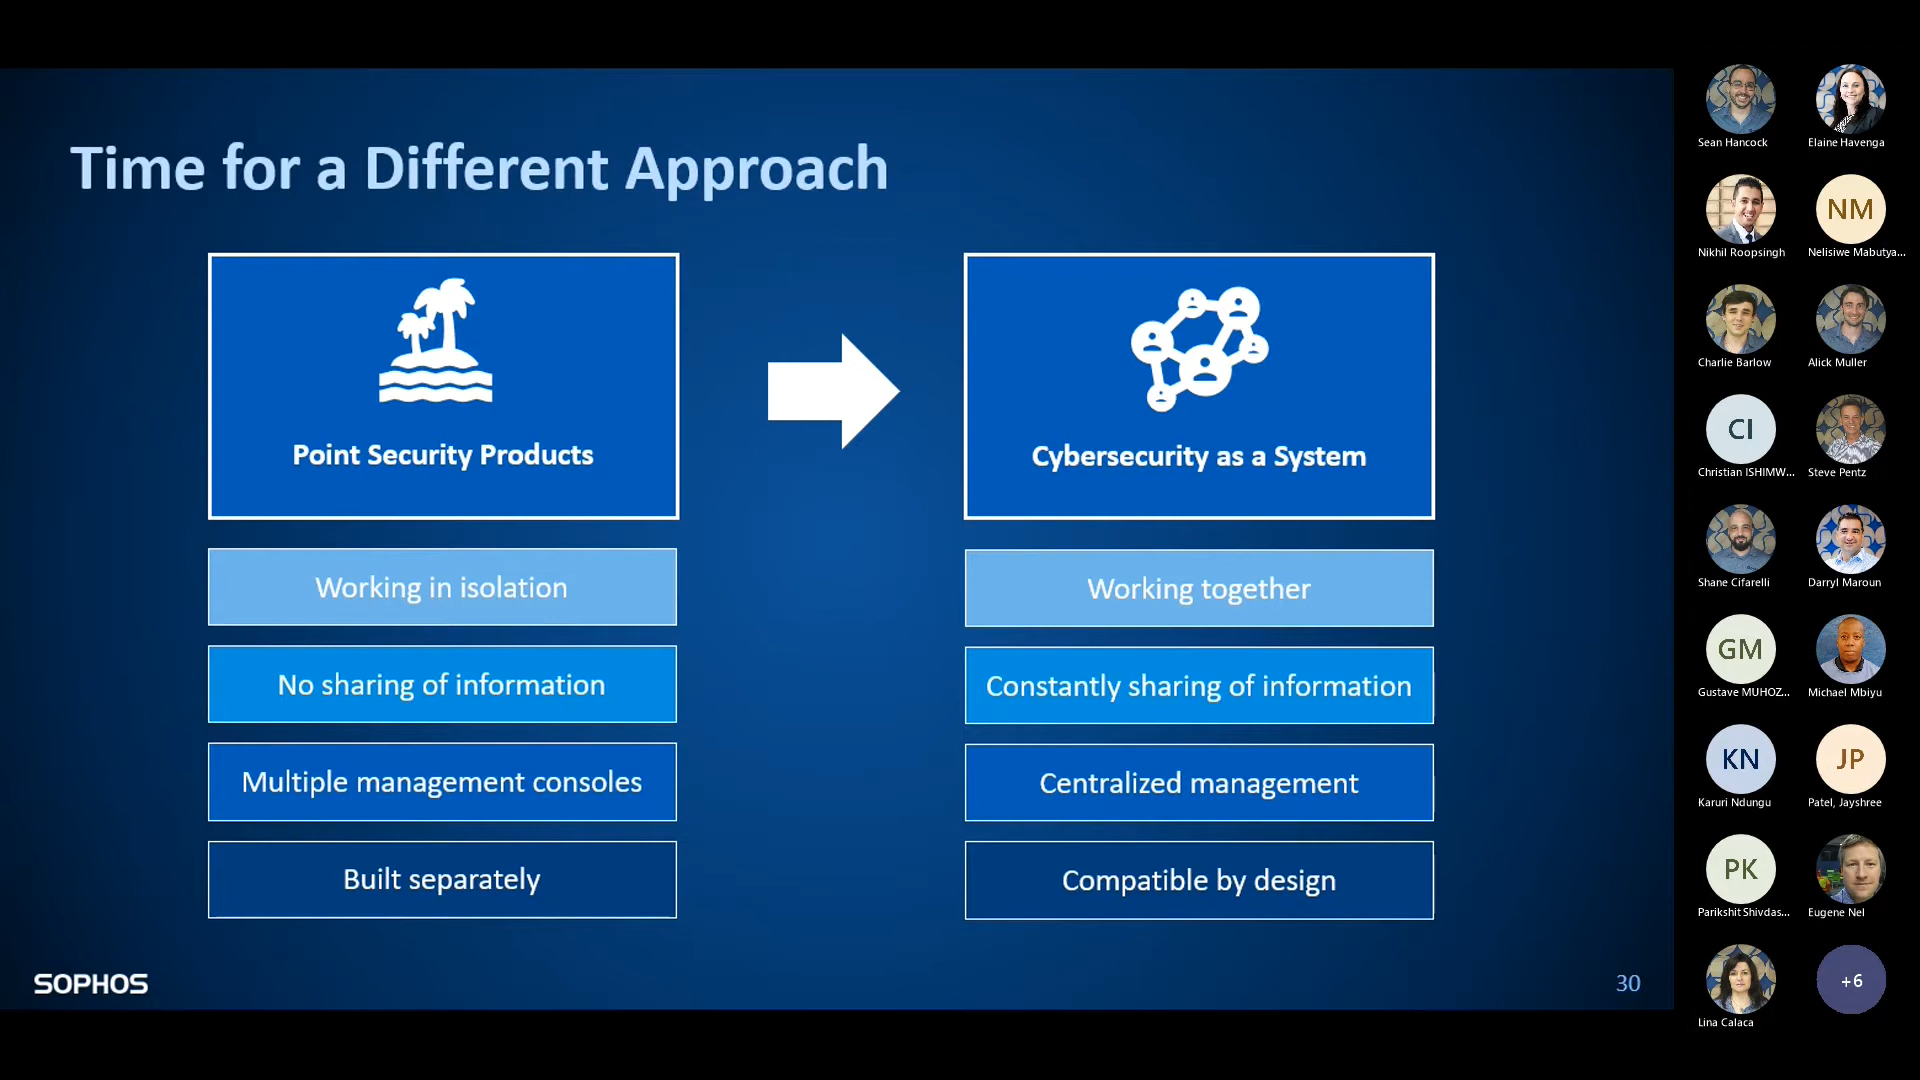 Time for a Different Approach
Point Security Products
Cybersecurity as a System
Working in isolation
Working together
No sharing of information
Constantly sharing of information
Multiple management consoles
Centralized management
Built separately
Compatible by design
SOPHOS
30
Sean Hancock
Elaine Havenga
Nikhil Roopsingh
NM
Nelisiwe Mabutya...
Charlie Barlow
Alick Muller
CI
Christian ISHIMW...
Steve Pentz
Shane Cifarelli
Darryl Maroun
GM
Gustave MUHOZ...
Michael Mbiyu
KN
Karuri Ndungu
JP
Patel, Jayshree
PK
Parikshit Shivdas...
Eugene Nel
Lina Calaca
+6